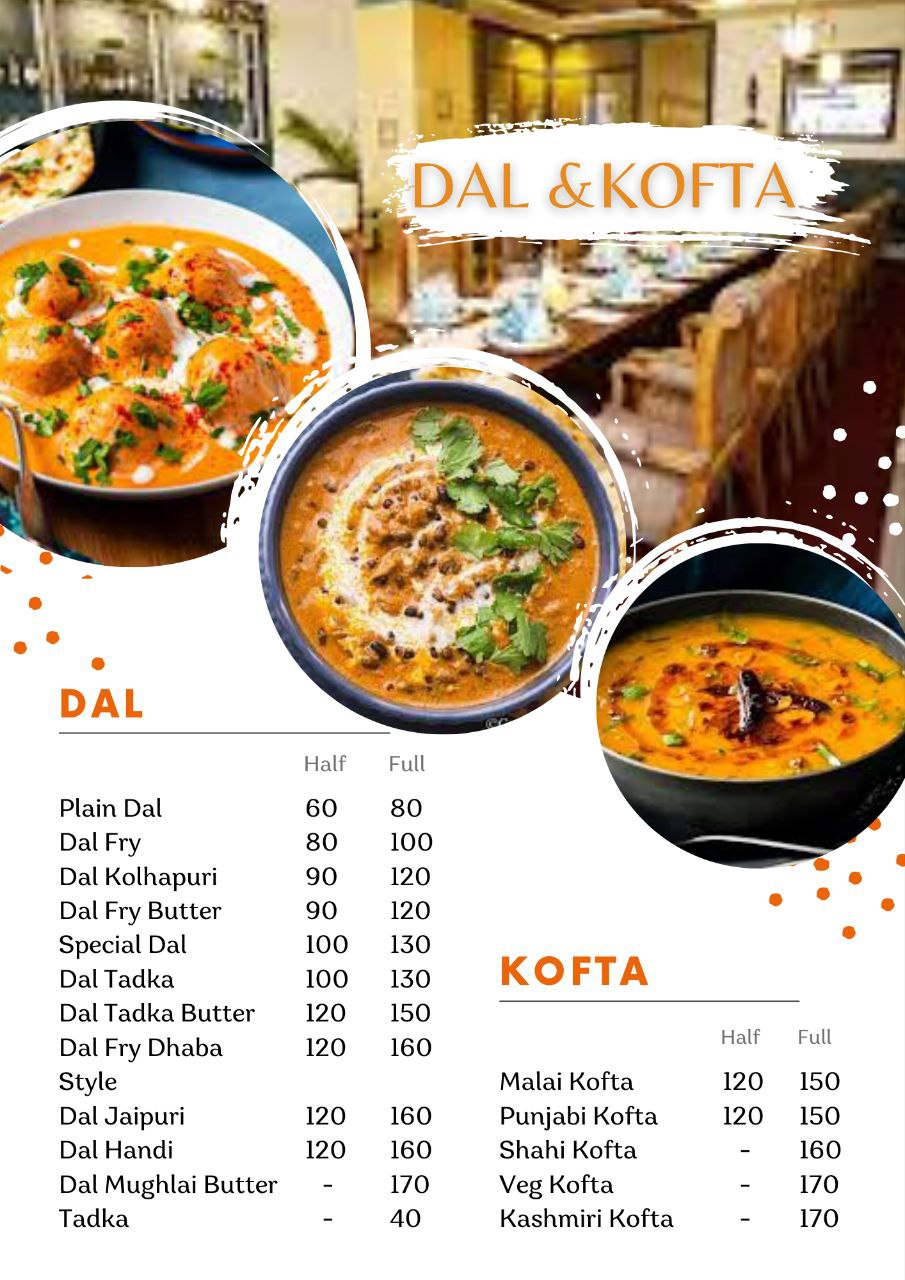 DAL &KOFTA
DAL
Half Full
Plain Dal 60 80
Dal Fry 80 100
Dal Kolhapuri 90 120
Dal Fry Butter 90 120
Special Dal 100 130
Dal Tadka 100 130
Dal Tadka Butter 120 150
Dal Fry Dhaba 120 160
Style
Dal Jaipuri 120 160
Dal Handi 120 160
Dal Mughlai Butter - 170
Tadka - 40
KOFTA
Half Full
Malai Kofta 120 150
Punjabi Kofta 120 150
Shahi Kofta - 160
Veg Kofta - 170
Kashmiri Kofta - 170